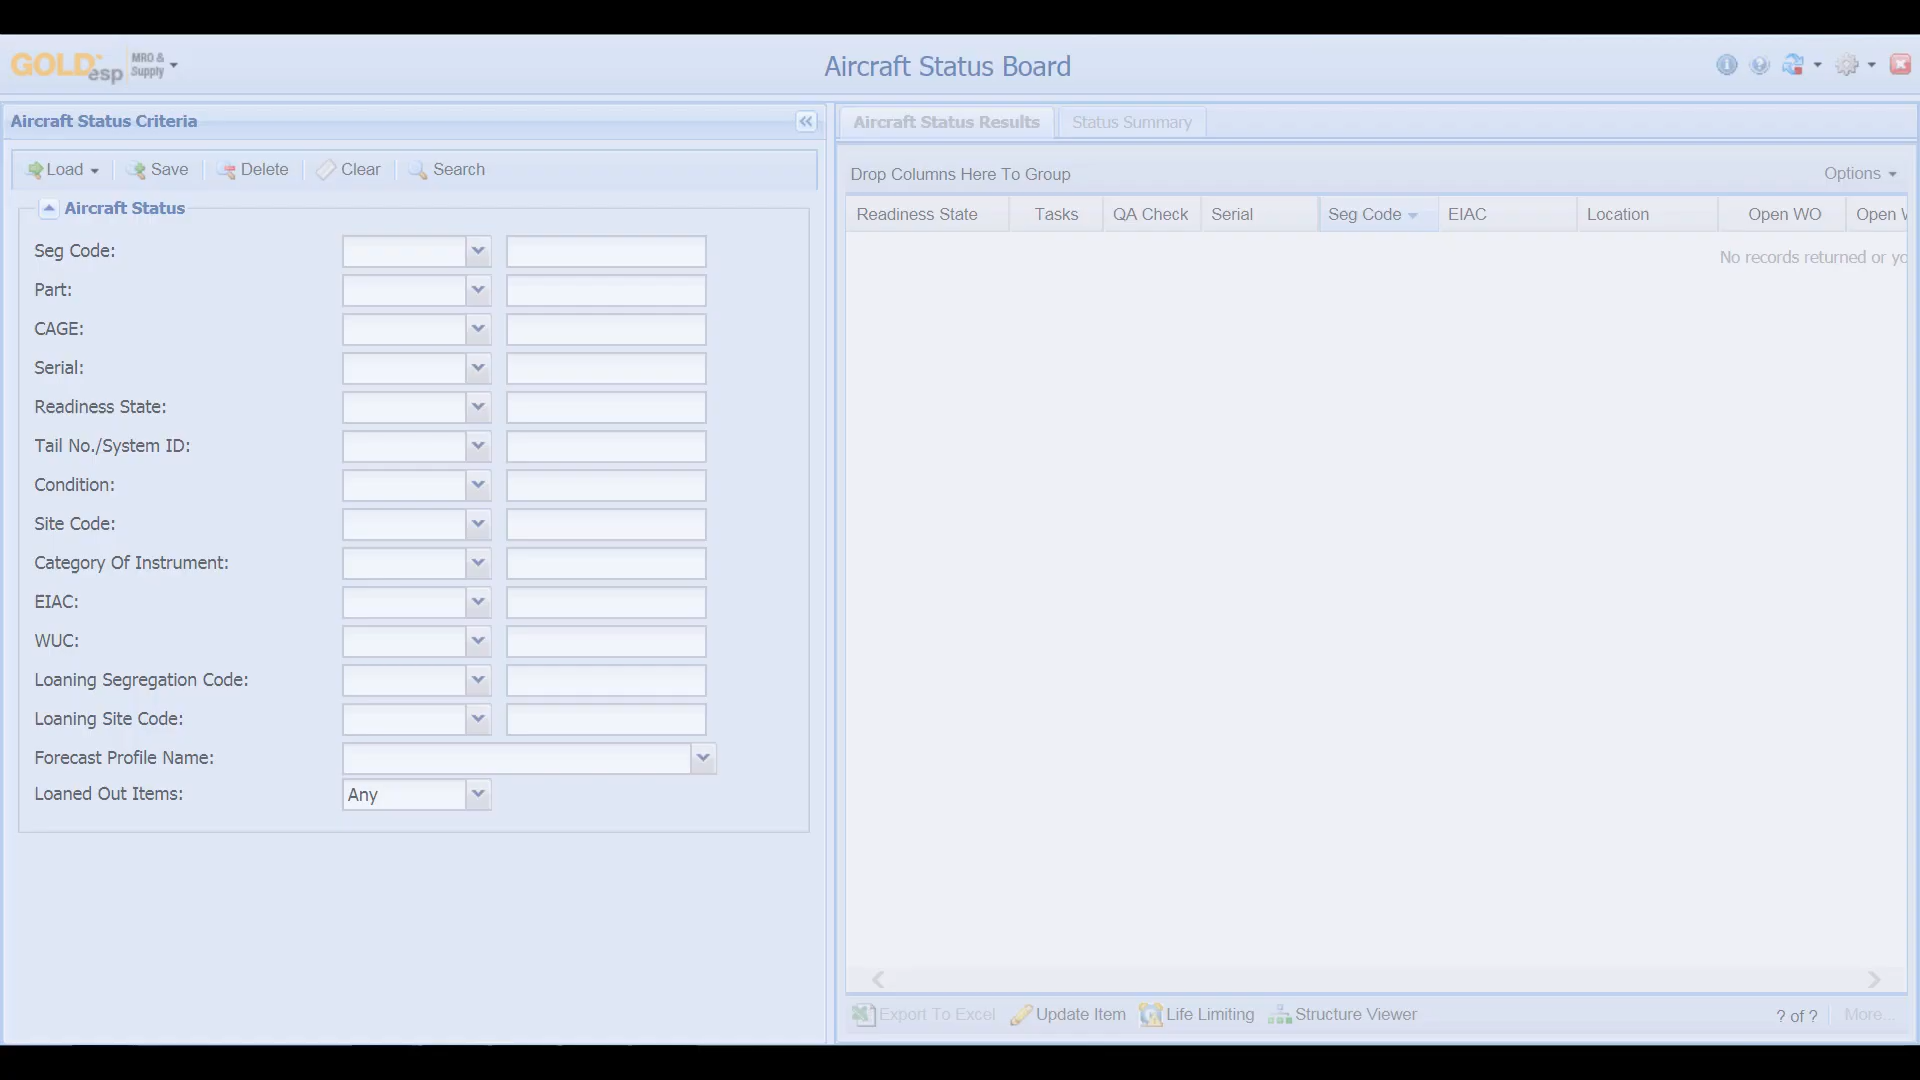 GOLDesp MRO & Supply
Aircraft Status Board
Aircraft Status Criteria
Load Save Delete Clear Search
Aircraft Status
Seg Code:
Part:
CAGE:
Serial:
Readiness State:
Tail No./System ID:
Condition:
Site Code:
Category Of Instrument:
EIAC:
WUC:
Loaning Segregation Code:
Loaning Site Code:
Forecast Profile Name:
Loaned Out Items: Any
Aircraft Status Results Status Summary
Drop Columns Here To Group Options
Readiness State Tasks QA Check Serial Seg Code EIAC Location Open WO Open
No records returned or
Export To Excel Update Item Life Limiting Structure Viewer ? of ? More...